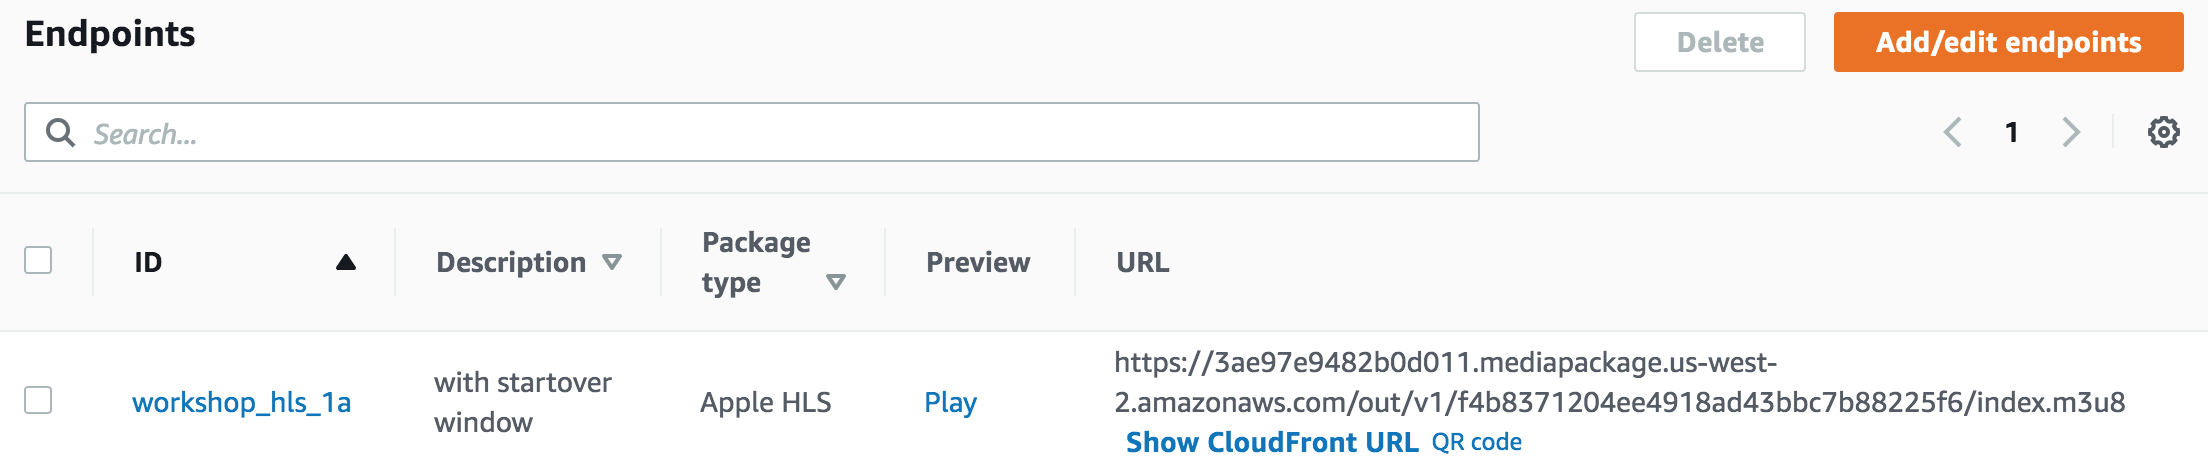 Endpoints
Delete
Add/edit endpoints
Search...
1
ID
Description
Package
type
Preview
URL
workshop_hls_1a
with startover
window
Apple HLS
Play
https://3ae97e9482b0d011.mediapackage.us-west-
2.amazonaws.com/out/v1/f4b8371204ee4918ad43bbc7b88225f6/index.m3u8
Show CloudFront URL QR code